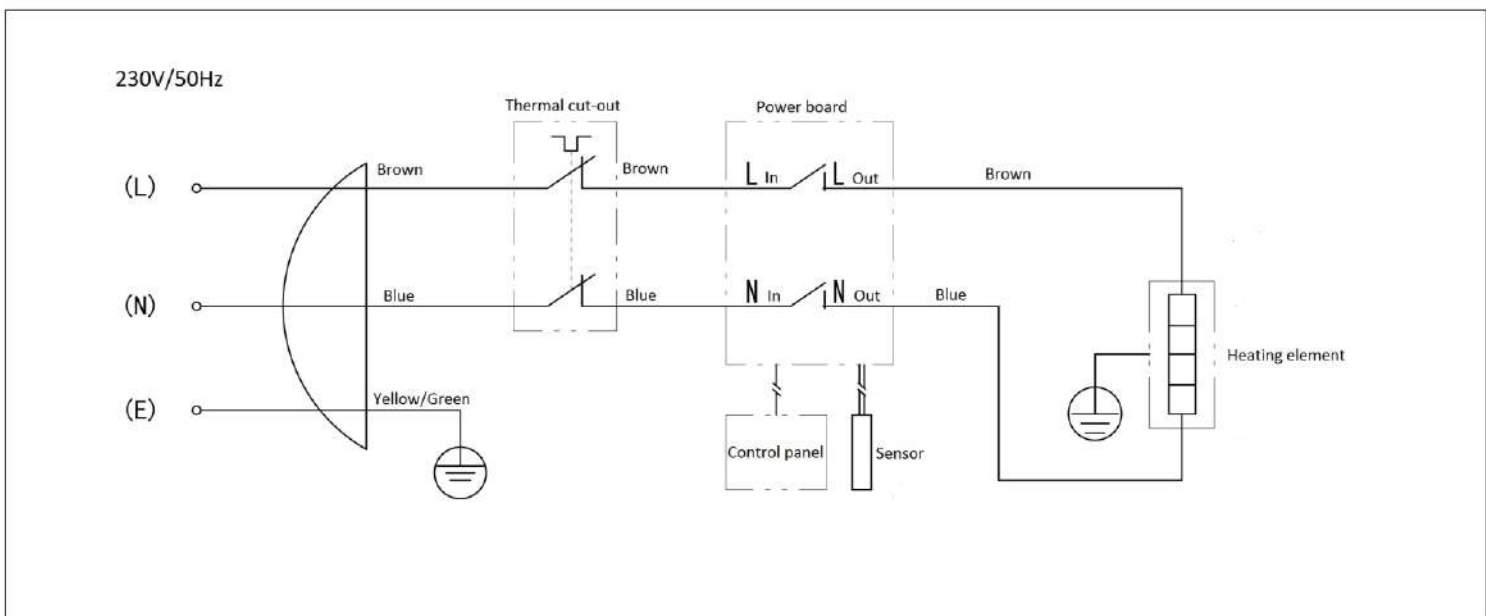 230V/50Hz
Thermal cut-out
Power board
(L)
Brown
Brown
L In
L Out
Brown
(N)
Blue
Blue
N In
N Out
Blue
Heating element
(E)
Yellow/Green
Control panel
Sensor